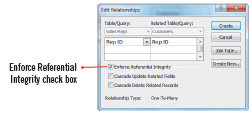 Edit Relationships
Table/Query: Related Table/Query: Create
Sales Reps Customers
Rep ID Rep ID Cancel
Join Type..
Create New..
Enforce Referential Integrity check box
Enforce Referential Integrity
Cascade Update Related Fields
Cascade Delete Related Records
Relationship Type: One-To-Many